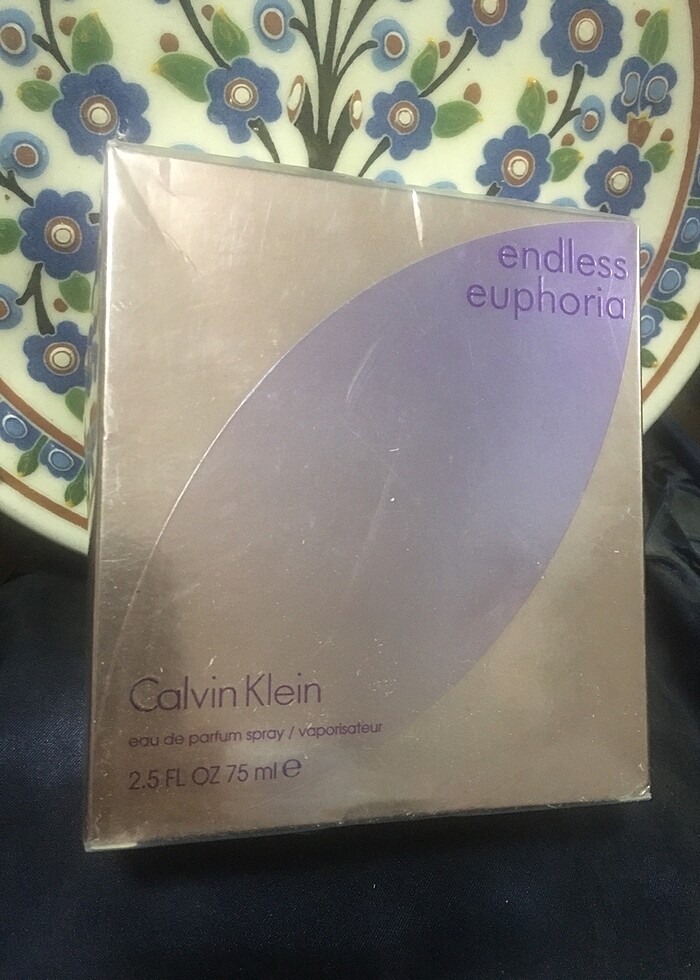 endless
euphoria
Calvin Klein
eau de parfum spray / vaporisateur
2.5 FL OZ 75 ml ℮